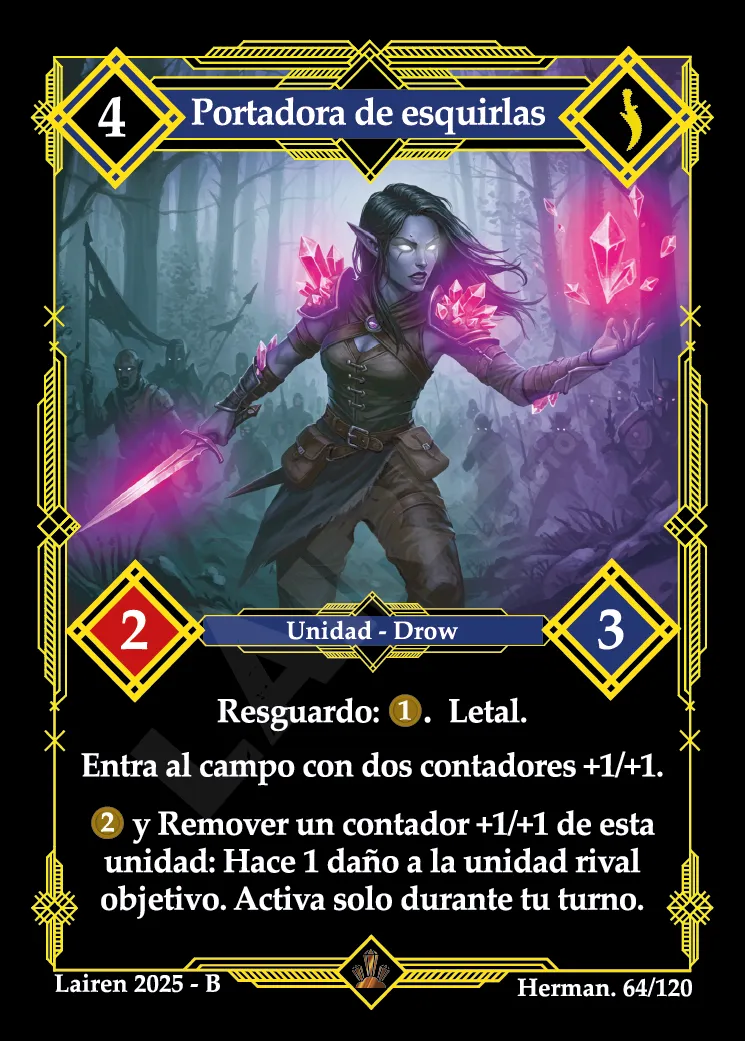 4
Portadora de esquirlas
2
Unidad - Drow
3
Resguardo: 1. Letal.
Entra al campo con dos contadores +1/+1.
2 y Remover un contador +1/+1 de esta
unidad: Hace 1 daño a la unidad rival
objetivo. Activa solo durante tu turno.
Lairen 2025 - B
Herman. 64/120